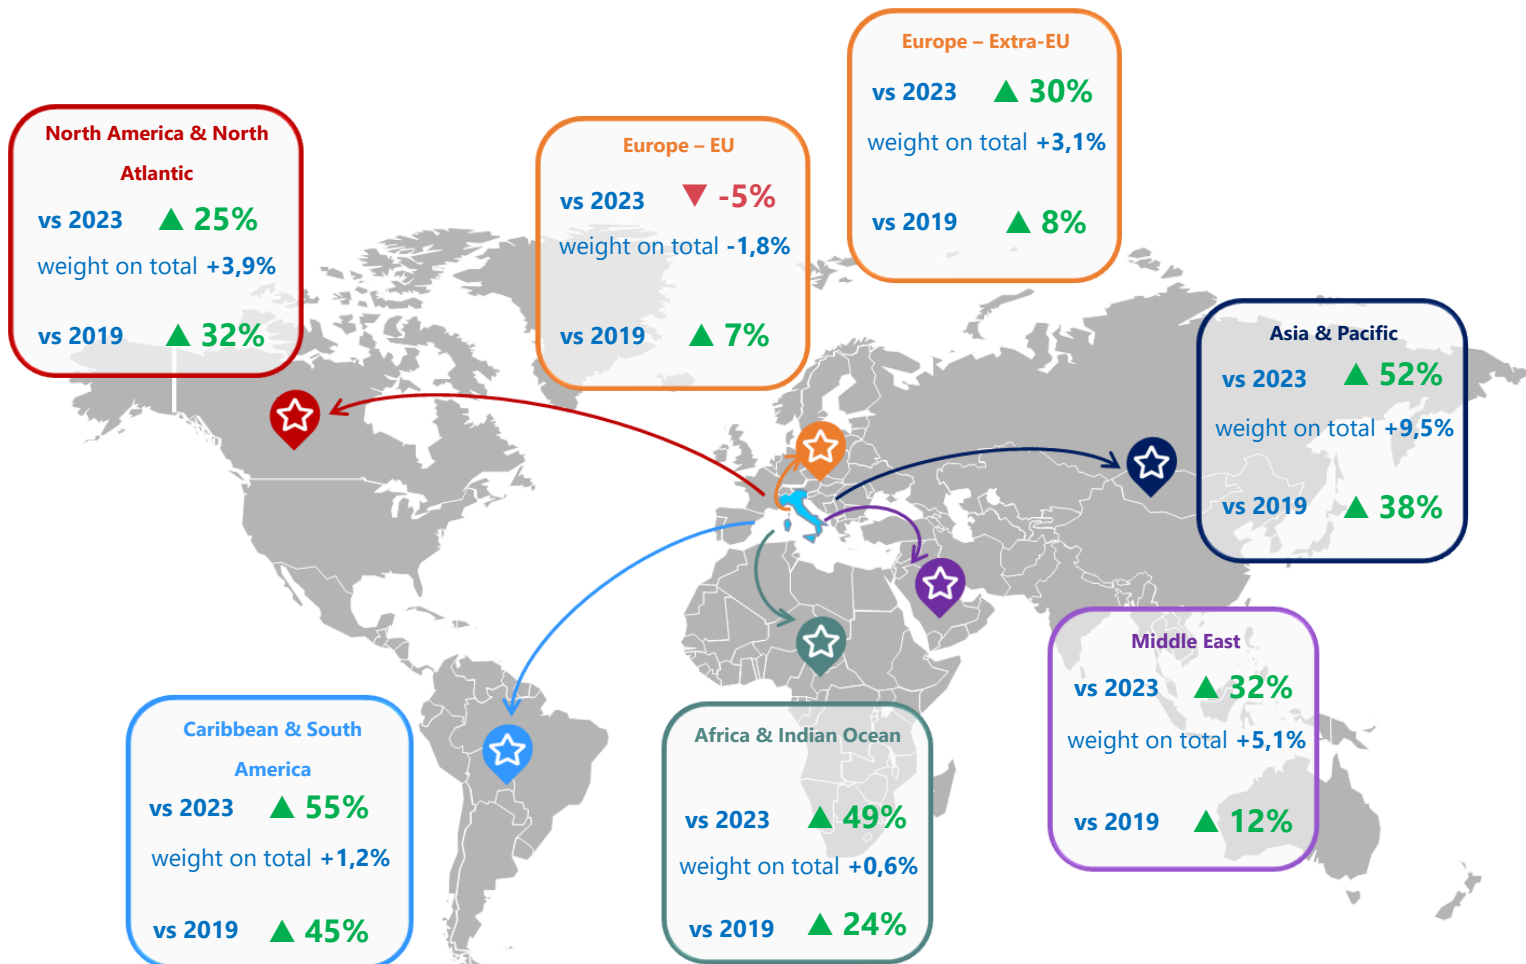 Europe – Extra-EU
vs 2023 ▲ 30%
weight on total +3,1%
vs 2019 ▲ 8%
North America & North
Atlantic
vs 2023 ▲ 25%
weight on total +3,9%
vs 2019 ▲ 32%
Europe – EU
vs 2023 ▼ -5%
weight on total -1,8%
vs 2019 ▲ 7%
Asia & Pacific
vs 2023 ▲ 52%
weight on total +9,5%
vs 2019 ▲ 38%
Middle East
vs 2023 ▲ 32%
weight on total +5,1%
vs 2019 ▲ 12%
Caribbean & South
America
vs 2023 ▲ 55%
weight on total +1,2%
vs 2019 ▲ 45%
Africa & Indian Ocean
vs 2023 ▲ 49%
weight on total +0,6%
vs 2019 ▲ 24%